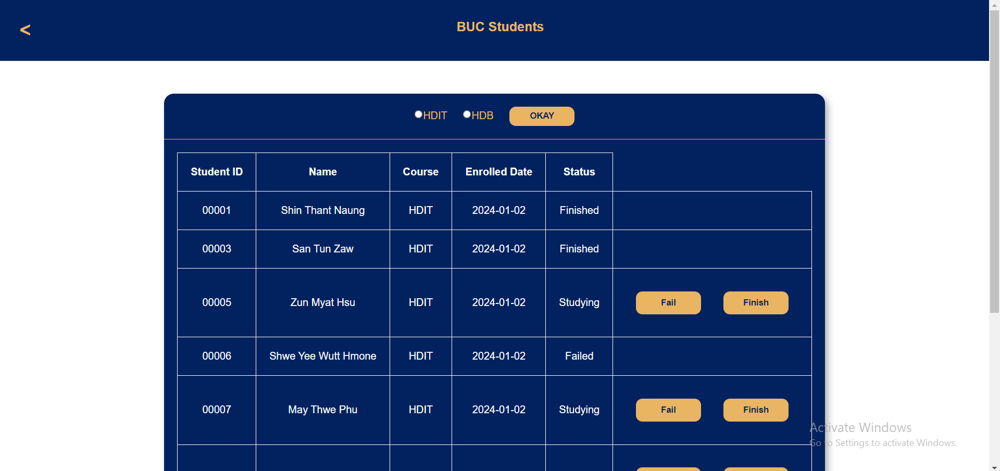 <
BUC Students
HDIT HDB OKAY
Student ID Name Course Enrolled Date Status
00001 Shin Thant Naung HDIT 2024-01-02 Finished
00003 San Tun Zaw HDIT 2024-01-02 Finished
00005 Zun Myat Hsu HDIT 2024-01-02 Studying Fail Finish
00006 Shwe Yee Wutt Hmone HDIT 2024-01-02 Failed
00007 May Thwe Phu HDIT 2024-01-02 Studying Fail Finish
Activate Windows
Go to Settings to activate Windows.